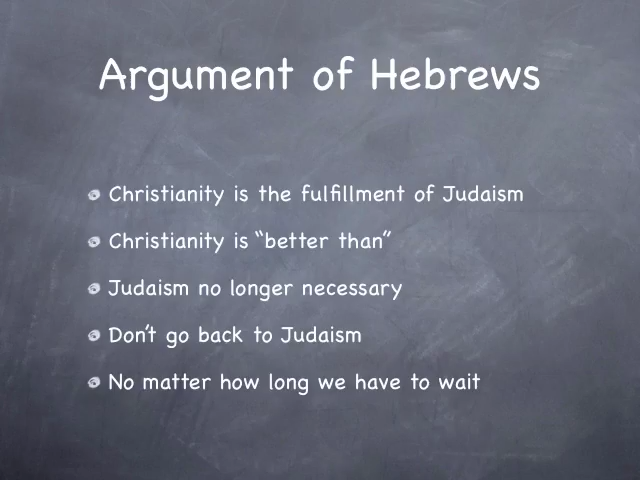 Argument of Hebrews
Christianity is the fulfillment of Judaism
Christianity is “better than”
Judaism no longer necessary
Don’t go back to Judaism
No matter how long we have to wait